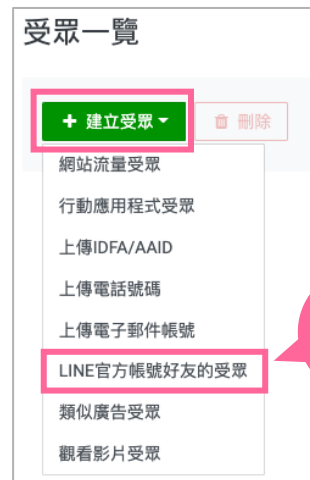 受眾一覽
+ 建立受眾
刪除
網站流量受眾
行動應用程式受眾
上傳IDFA/AAID
上傳電話號碼
上傳電子郵件帳號
LINE官方帳號好友的受眾
類似廣告受眾
觀看影片受眾